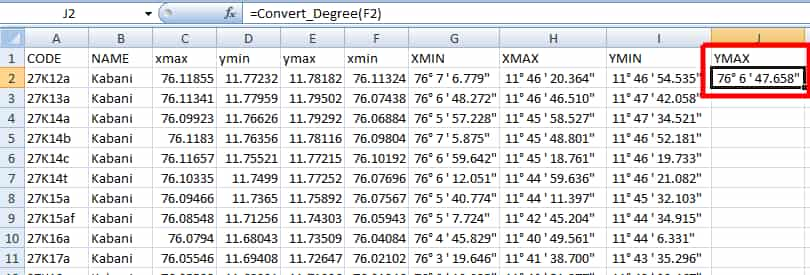 J2 fx =Convert_Degree(F2)
A B C D E F G H I J
1 CODE NAME xmax ymin ymax xmin XMIN XMAX YMIN YMAX
2 27K12a Kabani 76.11855 11.77232 11.78182 76.11324 76° 7 ' 6.779" 11° 46 ' 20.364" 11° 46 ' 54.535" 76° 6 ' 47.658"
3 27K13a Kabani 76.11341 11.77959 11.79502 76.07438 76° 6 ' 48.272" 11° 46 ' 46.510" 11° 47 ' 42.058"
4 27K14a Kabani 76.09923 11.76626 11.79292 76.06884 76° 5 ' 57.228" 11° 45 ' 58.527" 11° 47 ' 34.521"
5 27K14b Kabani 76.1183 11.76356 11.78116 76.09804 76° 7 ' 5.875" 11° 45 ' 48.801" 11° 46 ' 52.181"
6 27K14c Kabani 76.11657 11.75521 11.77215 76.10192 76° 6 ' 59.642" 11° 45 ' 18.761" 11° 46 ' 19.733"
7 27K14t Kabani 76.10335 11.7499 11.77252 76.07696 76° 6 ' 12.051" 11° 44 ' 59.636" 11° 46 ' 21.082"
8 27K15a Kabani 76.09466 11.7365 11.75892 76.07567 76° 5 ' 40.774" 11° 44 ' 11.397" 11° 45 ' 32.103"
9 27K15af Kabani 76.08548 11.71256 11.74303 76.05943 76° 5 ' 7.724" 11° 42 ' 45.204" 11° 44 ' 34.915"
10 27K16a Kabani 76.0794 11.68043 11.73509 76.04084 76° 4 ' 45.829" 11° 40 ' 49.561" 11° 44 ' 6.331"
11 27K17a Kabani 76.05546 11.69408 11.72647 76.02102 76° 3 ' 19.646" 11° 41 ' 38.700" 11° 43 ' 35.296"